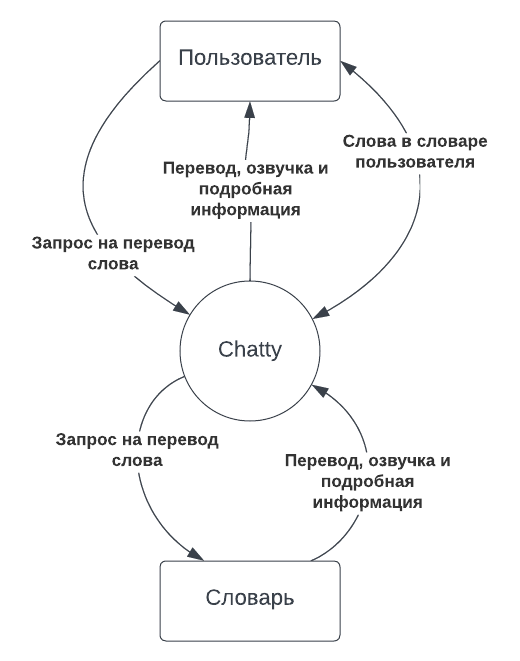 Пользователь
Слова в словаре
пользователя
Перевод, озвучка и
подробная
информация
Запрос на перевод
слова
Chatty
Запрос на перевод
слова
Перевод, озвучка и
подробная
информация
Словарь